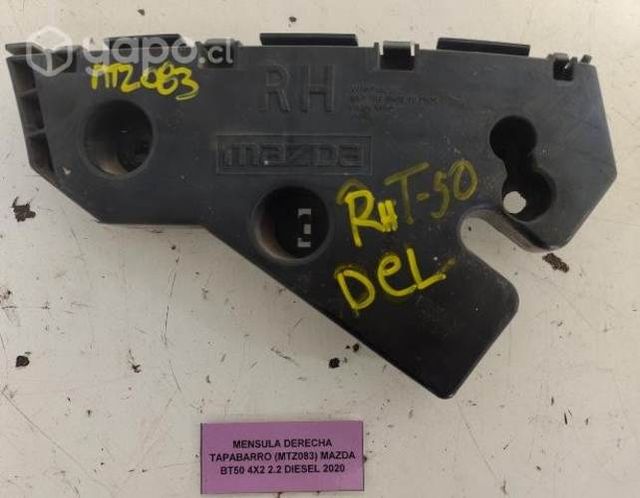 yapo.cl
MTZ083
RH
mazda
RH T-50
DEL
MENSULA DERECHA
TAPABARRO (MTZ083) MAZDA
BT50 4X2 2.2 DIESEL 2020